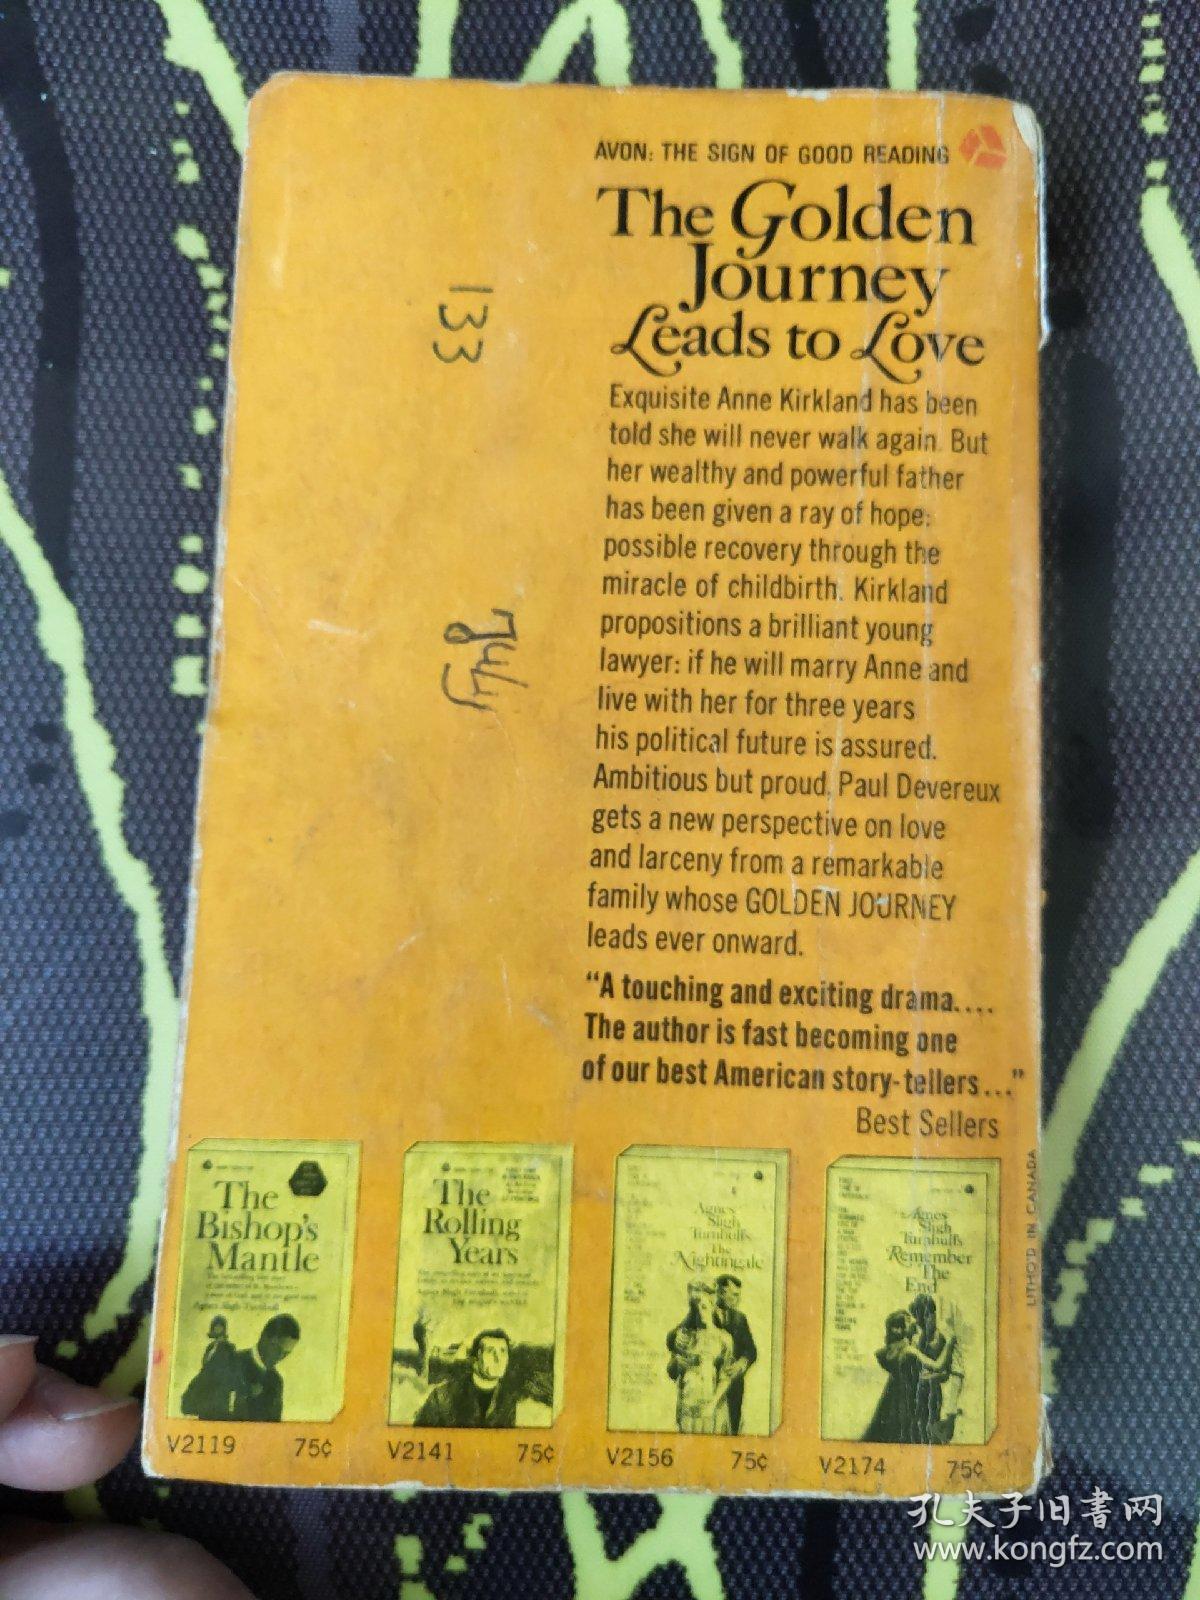 AVON: THE SIGN OF GOOD READING
The Golden
Journey
Leads to Love
Exquisite Anne Kirkland has been
told she will never walk again. But
her wealthy and powerful father
has been given a ray of hope:
possible recovery through the
miracle of childbirth. Kirkland
propositions a brilliant young
lawyer: if he will marry Anne and
live with her for three years
his political future is assured.
Ambitious but proud, Paul Devereux
gets a new perspective on love
and larceny from a remarkable
family whose GOLDEN JOURNEY
leads ever onward.
"A touching and exciting drama....
The author is fast becoming one
of our best American story-tellers..."
Best Sellers
133
July
The
Bishop's
Mantle
Agnes Sligh Turnbull
V2119 75¢
The
Rolling
Years
V2141 75¢
Agnes
Sligh
Turnbull's
The
Nightingale
V2156 75¢
Agnes
Sligh
Turnbull's
Remember
The
End
V2174 75¢
LITHO'D IN CANADA
孔夫子旧書网
www.kongfz.com